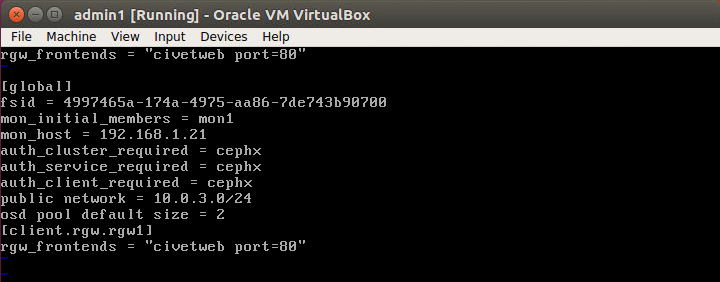 admin1 [Running] - Oracle VM VirtualBox
File Machine View Input Devices Help
rgw_frontends = "civetweb port=80"
~
[global]
fsid = 4997465a-174a-4975-aa86-7de743b90700
mon_initial_members = mon1
mon_host = 192.168.1.21
auth_cluster_required = cephx
auth_service_required = cephx
auth_client_required = cephx
public network = 10.0.3.0/24
osd pool default size = 2
[client.rgw.rgw1]
rgw_frontends = "civetweb port=80"
~
~